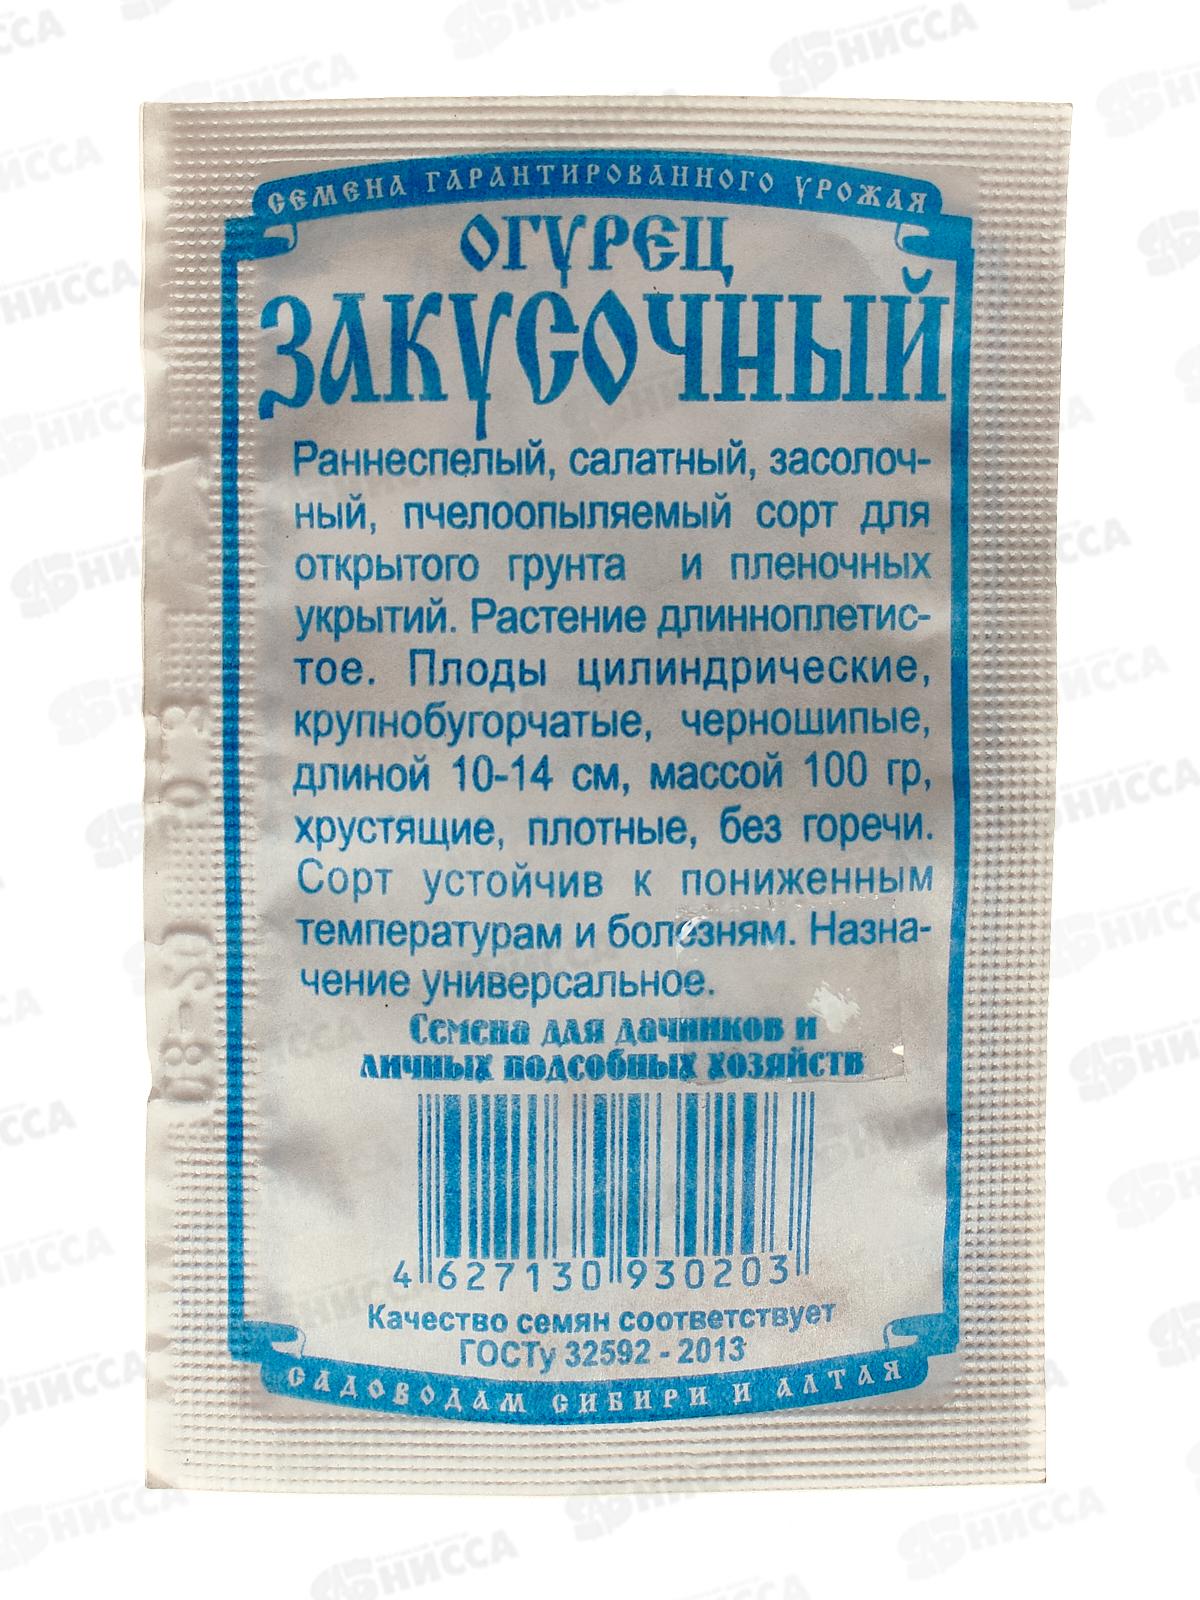 СЕМЕНА ГАРАНТИРОВАННОГО УРОЖАЯ
ОГУРЕЦ
ЗАКУСОЧНЫЙ
Раннеспелый, салатный, засолоч-
ный, пчелоопыляемый сорт для
открытого грунта и пленочных
укрытий. Растение длинноплетис-
тое. Плоды цилиндрические,
крупнобугорчатые, черношипые,
длиной 10-14 см, массой 100 гр,
хрустящие, плотные, без горечи.
Сорт устойчив к пониженным
температурам и болезням. Назна-
чение универсальное.
Семена для дачников и
личных подсобных хозяйств
4 627130 930203
Качество семян соответствует
ГОСТу 32592 - 2013
САДОВОДАМ СИБИРИ И АЛТАЯ
НИССА